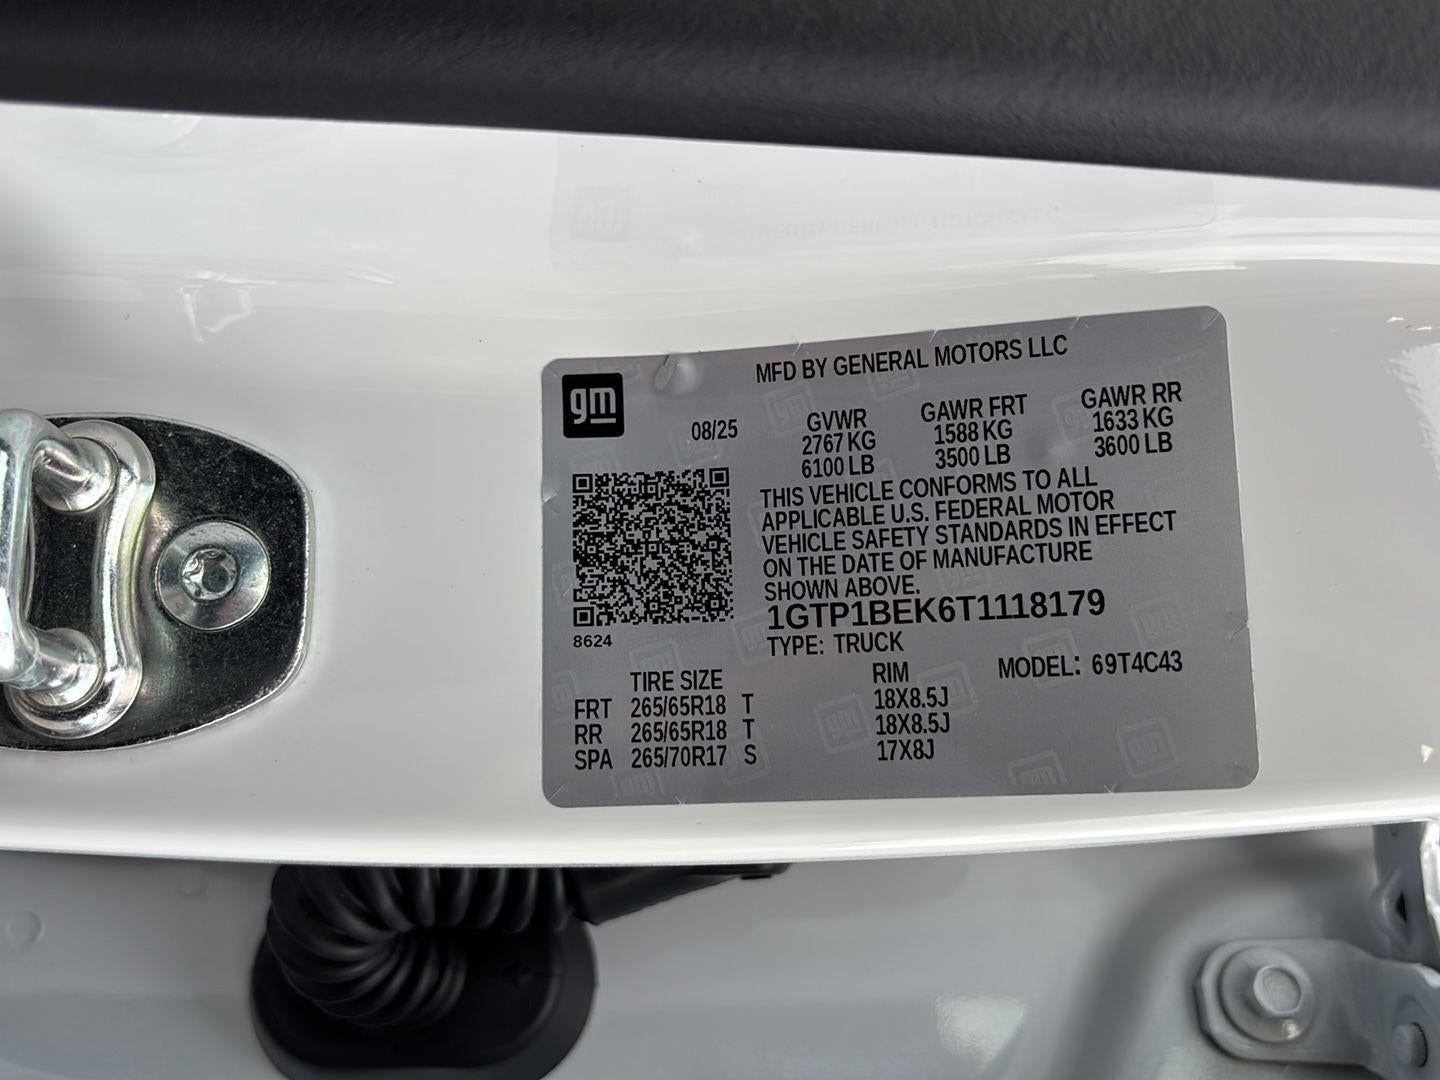 MFD BY GENERAL MOTORS LLC
gm
08/25
GVWR GAWR FRT GAWR RR
2767 KG 1588 KG 1633 KG
6100 LB 3500 LB 3600 LB
THIS VEHICLE CONFORMS TO ALL
APPLICABLE U.S. FEDERAL MOTOR
VEHICLE SAFETY STANDARDS IN EFFECT
ON THE DATE OF MANUFACTURE
SHOWN ABOVE.
1GTP1BEK6T1118179
8624
TYPE: TRUCK
TIRE SIZE RIM MODEL: 69T4C43
FRT 265/65R18 T 18X8.5J
RR 265/65R18 T 18X8.5J
SPA 265/70R17 S 17X8J